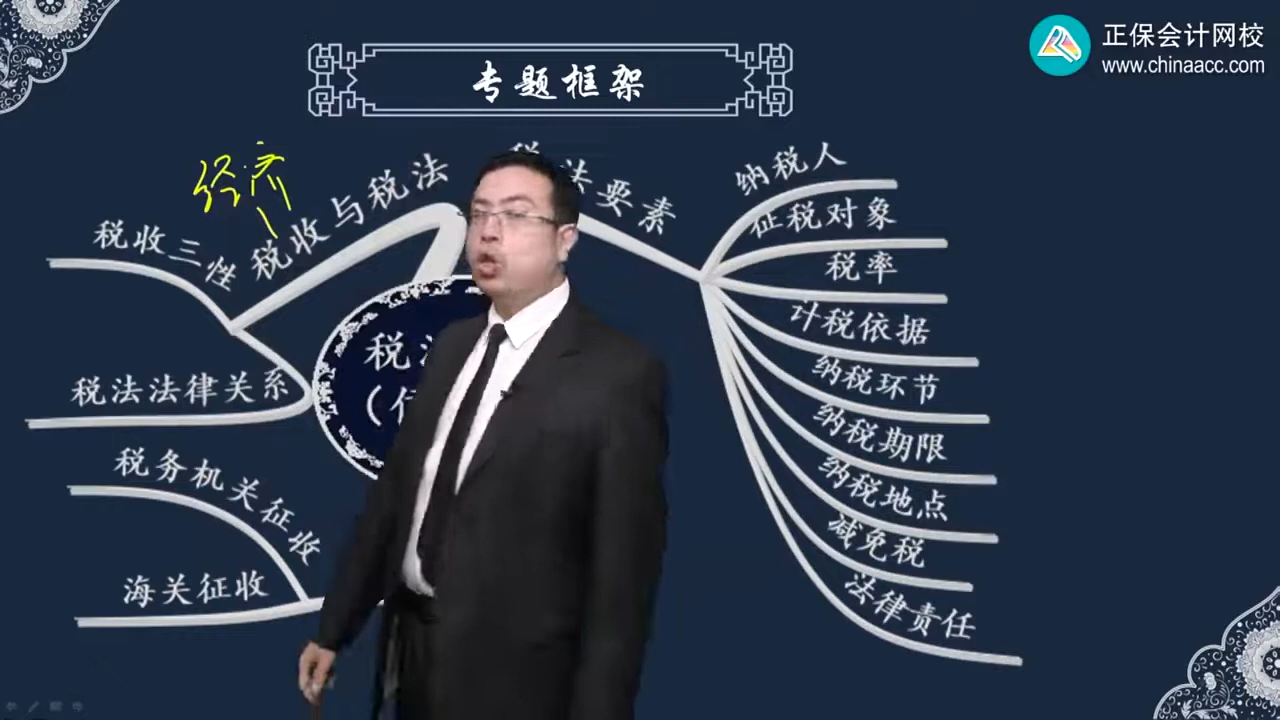 正保会计网校
www.chinaacc.com
专题框架
经济
税收与税法
税收三性
税法法律关系
税务机关征收
海关征收
税法
法要素
纳税人
征税对象
税率
计税依据
纳税环节
纳税期限
纳税地点
减免税
法律责任